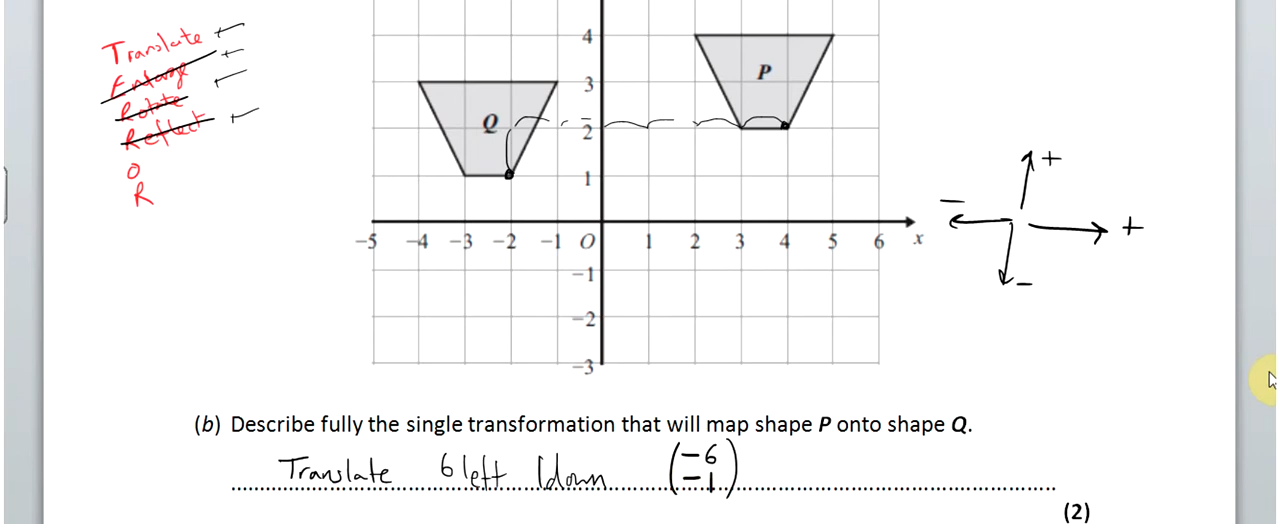 Translate
Enlarge
Rotate
Reflect
O
R
4
3
2
1
-5 -4 -3 -2 -1 O 1 2 3 4 5 6 x
-1
-2
-3
Q
P
+
- +
-
(b) Describe fully the single transformation that will map shape P onto shape Q.
Translate 6 left 1 down (-6 -1)
(2)